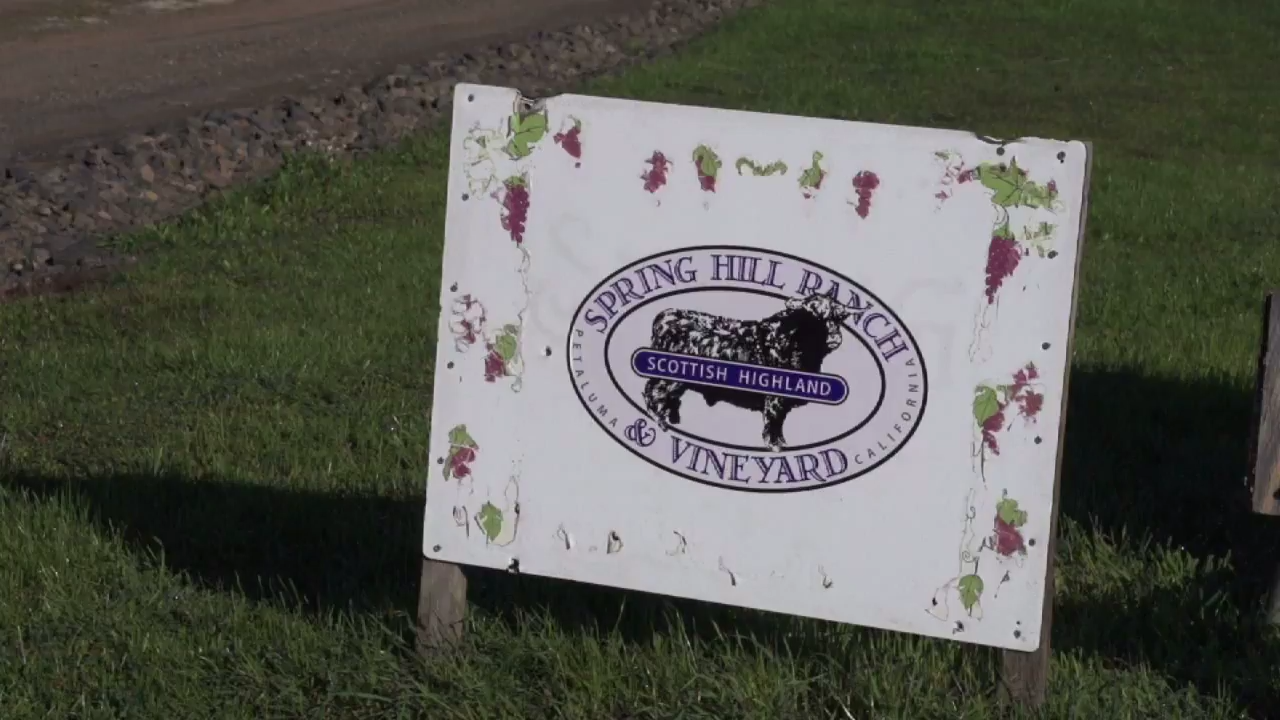 SPRING HILL RANCH
SCOTTISH HIGHLAND
PETALUMA
& VINEYARD
CALIFORNIA